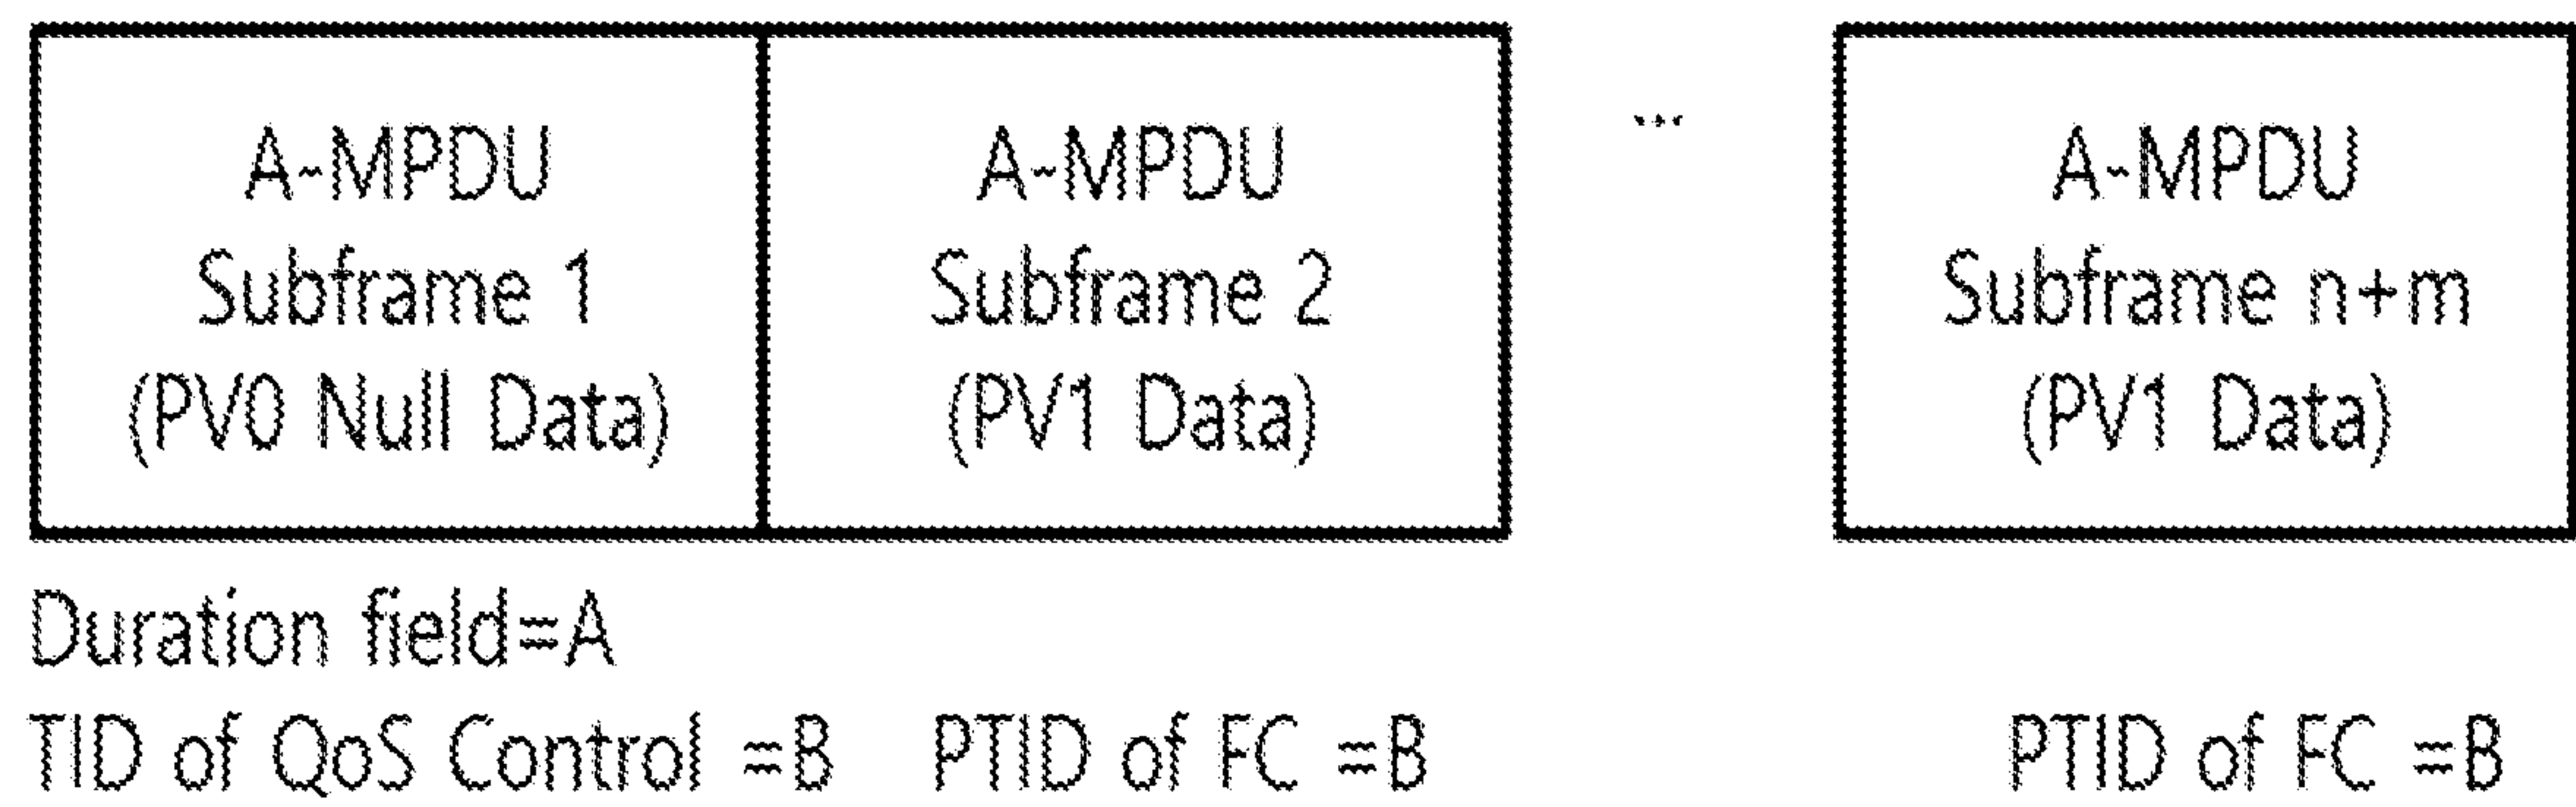 A-MPDU
Subframe 1
(PV0 Null Data)
A-MPDU
Subframe 2
(PV1 Data)
...
A-MPDU
Subframe n+m
(PV1 Data)
Duration field=A
TID of QoS Control =B
PTID of FC =B
PTID of FC =B